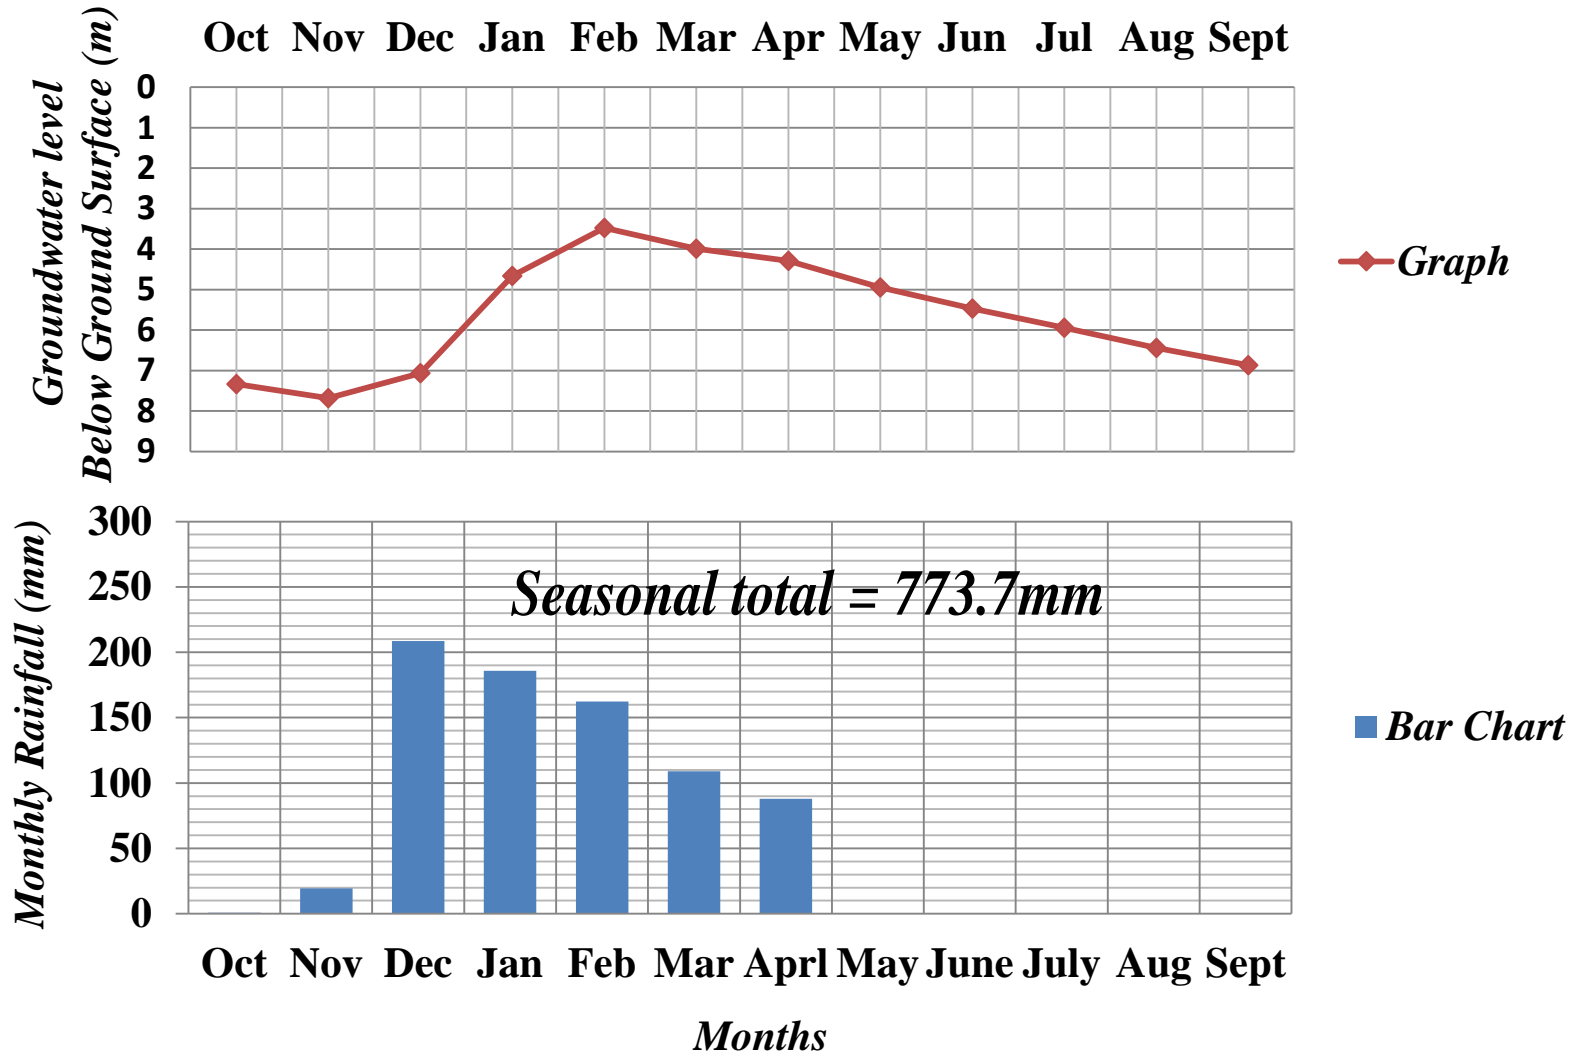 Oct Nov Dec Jan Feb Mar Apr May Jun Jul Aug Sept
Groundwater level
Below Ground Surface (m)
0
1
2
3
4
5
6
7
8
9
Graph
Monthly Rainfall (mm)
300
250
200
150
100
50
0
Seasonal total = 773.7mm
Bar Chart
Oct Nov Dec Jan Feb Mar Aprl May June July Aug Sept
Months